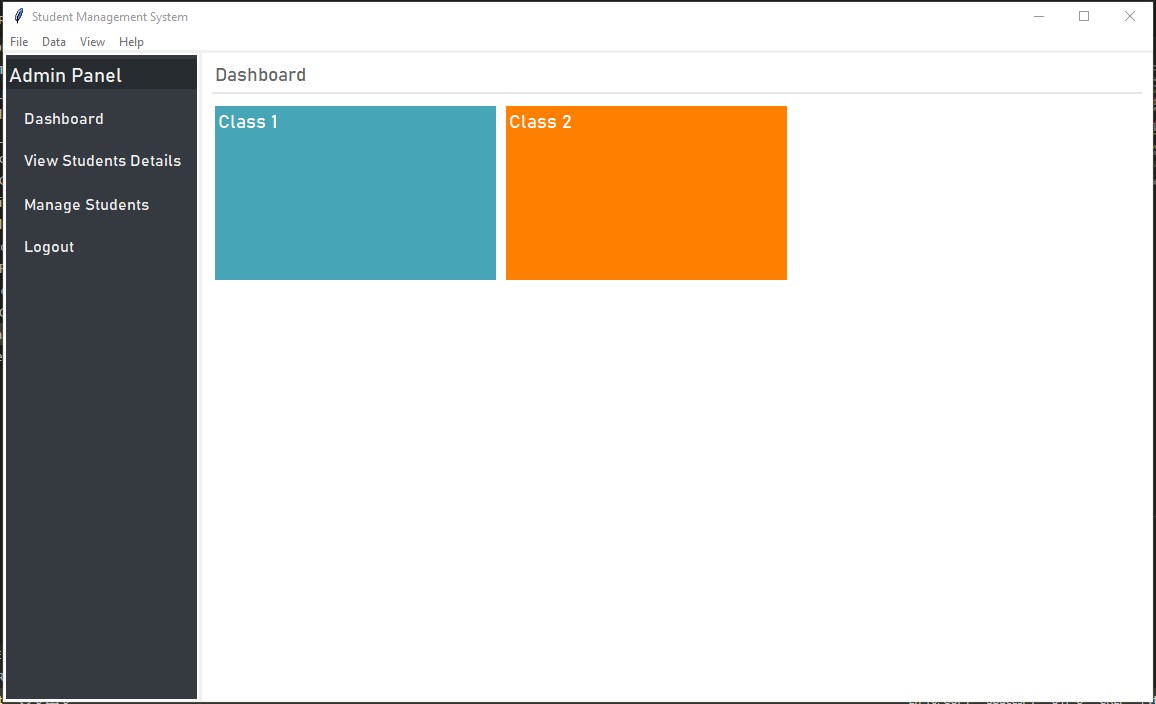 Student Management System
File Data View Help
Admin Panel
Dashboard
View Students Details
Manage Students
Logout
Dashboard
Class 1
Class 2